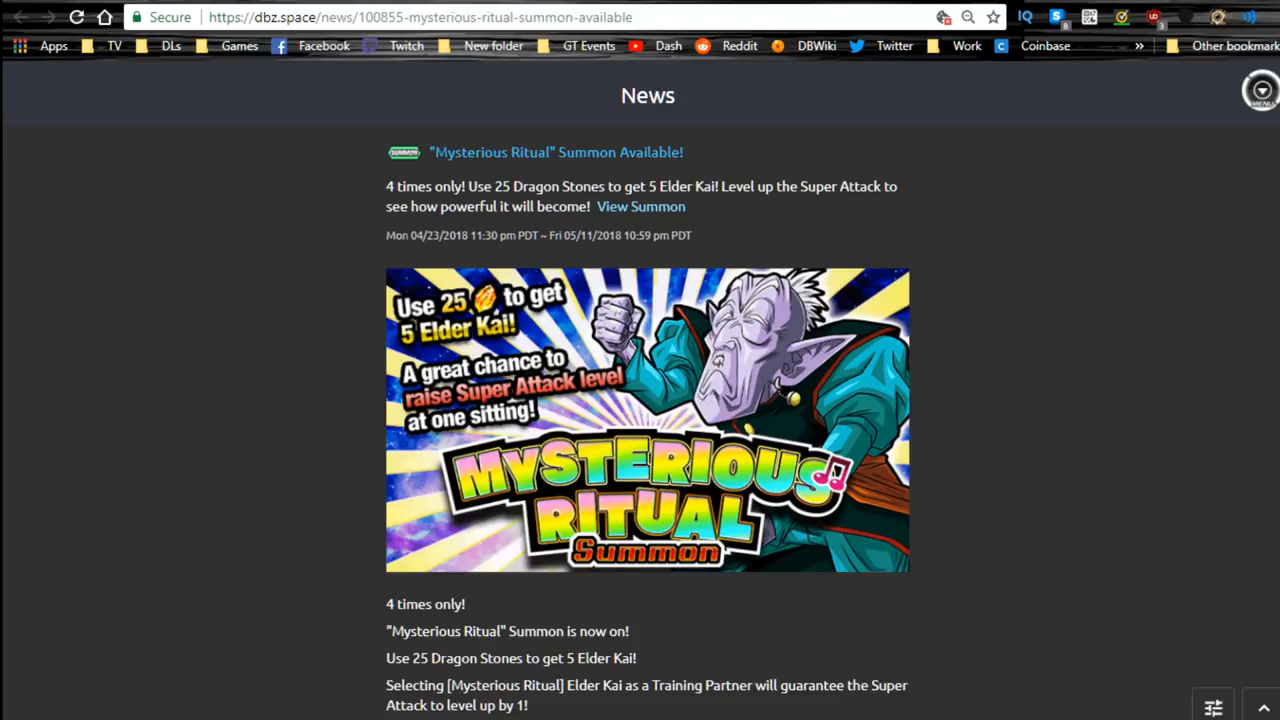 Secure https://dbz.space/news/100855-mysterious-ritual-summon-available
Apps TV DLs Games Facebook Twitch New folder GT Events Dash Reddit DBWiki Twitter Work Coinbase » Other bookmark
News
MENU
SUMMON "Mysterious Ritual" Summon Available!
4 times only! Use 25 Dragon Stones to get 5 Elder Kai! Level up the Super Attack to
see how powerful it will become! View Summon
Mon 04/23/2018 11:30 pm PDT ~ Fri 05/11/2018 10:59 pm PDT
Use 25 to get
5 Elder Kai!
A great chance to
raise Super Attack level
at one sitting!
MYSTERIOUS
RITUAL
Summon
4 times only!
"Mysterious Ritual" Summon is now on!
Use 25 Dragon Stones to get 5 Elder Kai!
Selecting [Mysterious Ritual] Elder Kai as a Training Partner will guarantee the Super
Attack to level up by 1!